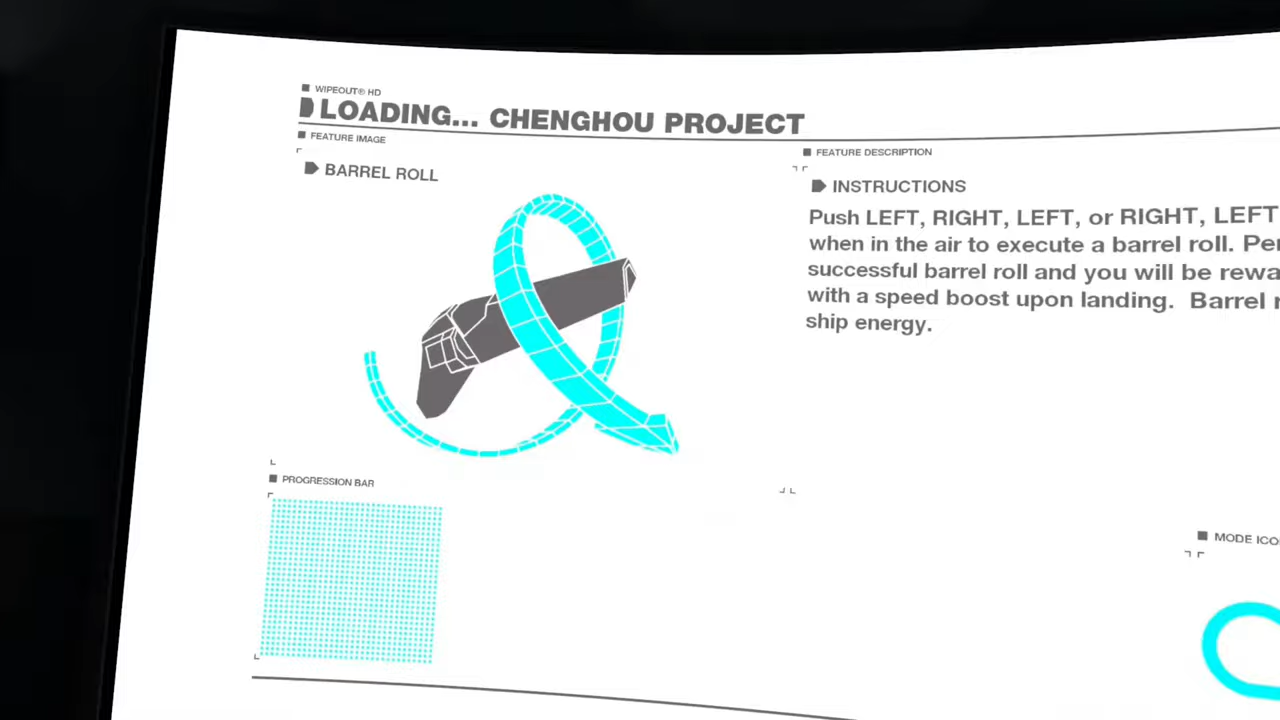 WIPEOUT® HD
LOADING... CHENGHOU PROJECT
FEATURE IMAGE
BARREL ROLL
FEATURE DESCRIPTION
INSTRUCTIONS
Push LEFT, RIGHT, LEFT, or RIGHT, LEFT
when in the air to execute a barrel roll.
successful barrel roll and you will be
with a speed boost upon landing. Barrel
ship energy.
PROGRESSION BAR
MODE